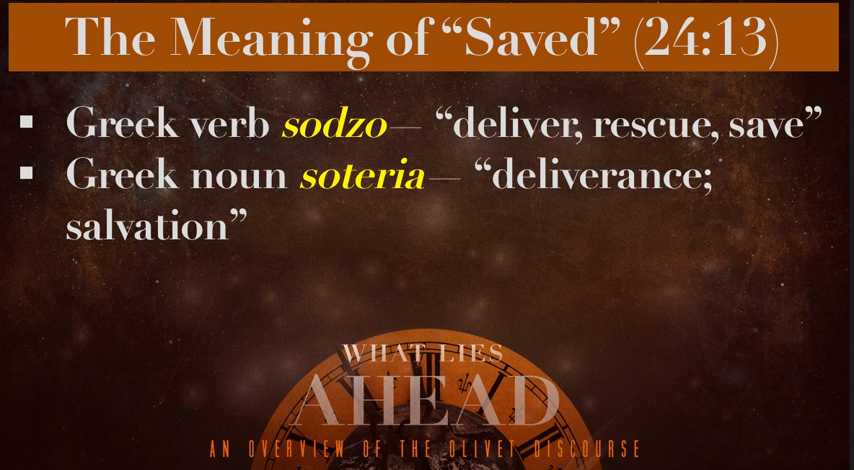 The Meaning of “Saved” (24:13)
▪ Greek verb sodzo— “deliver, rescue, save”
▪ Greek noun soteria— “deliverance;
salvation”
WHAT LIES
AHEAD
AN OVERVIEW OF THE OLIVET DISCOURSE